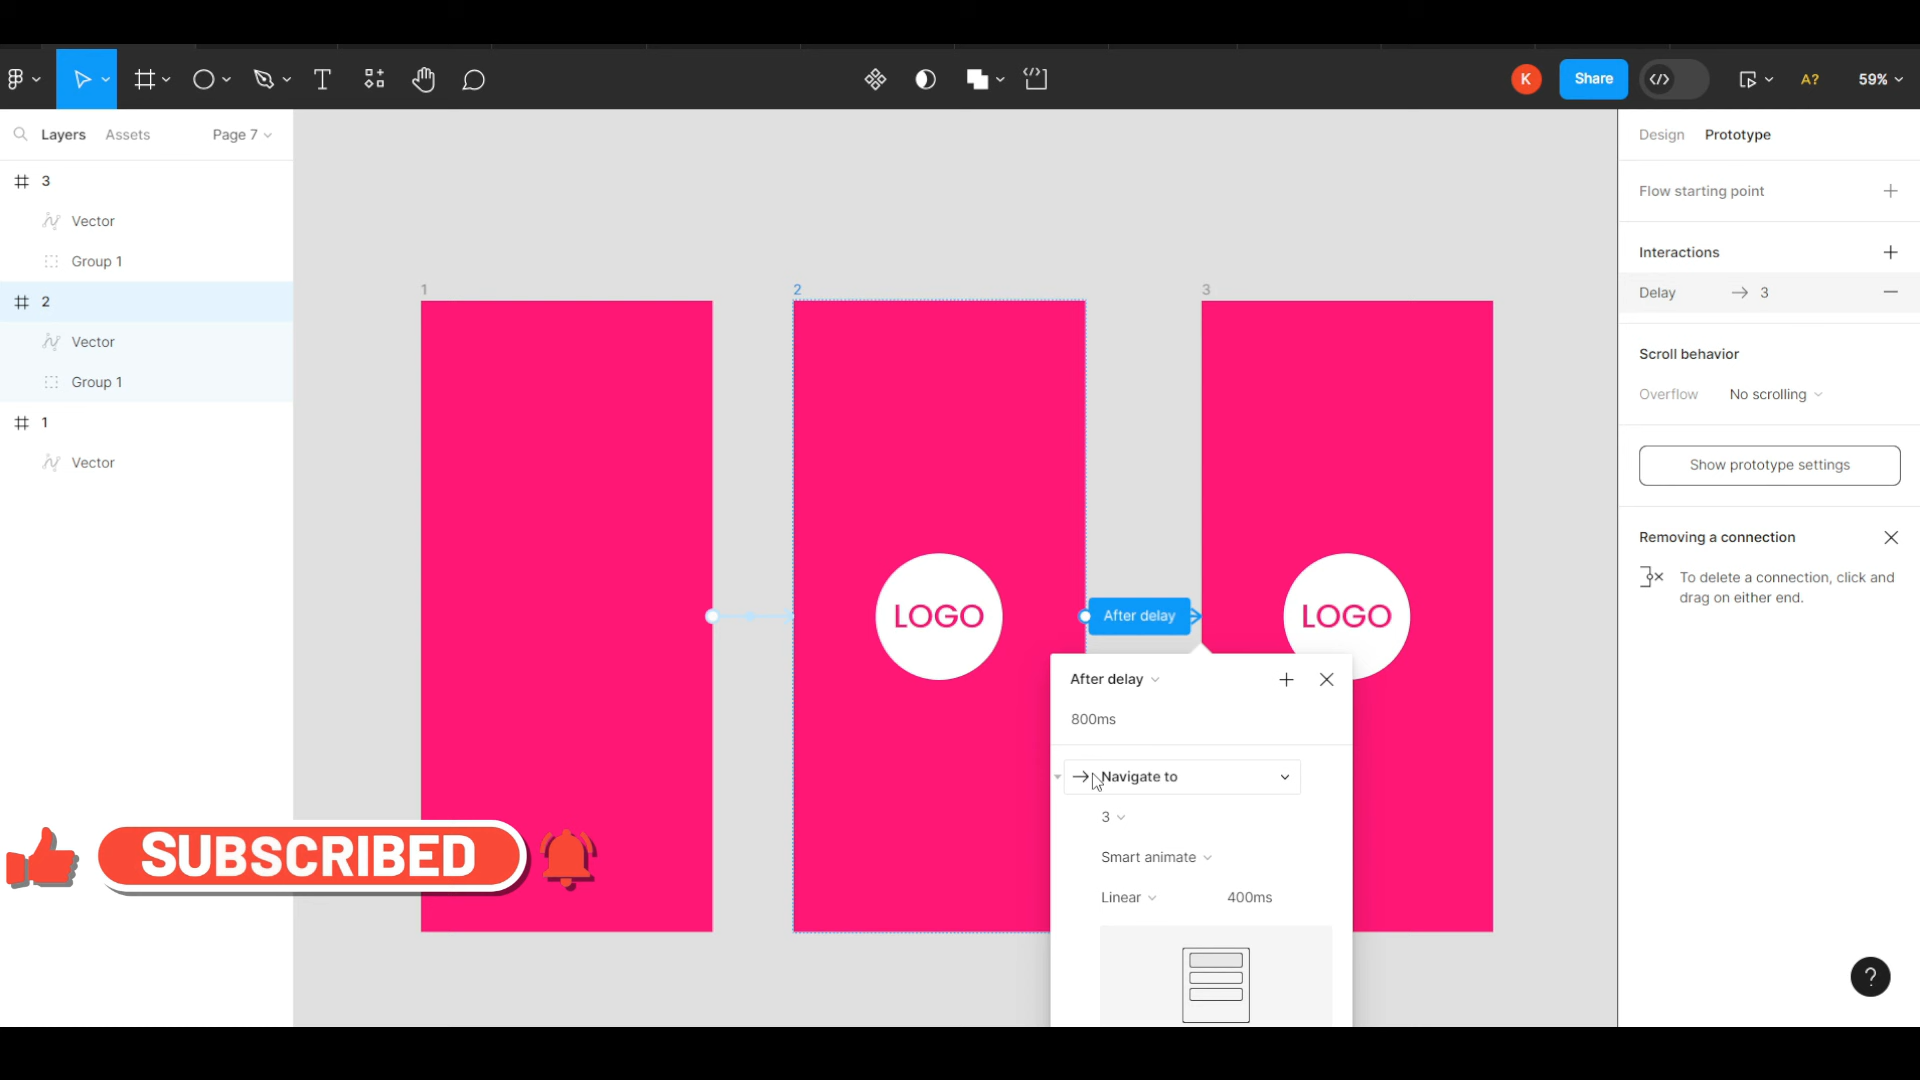 K
Share
A?
59%
Layers
Assets
Page 7
Design
Prototype
3
Vector
Group 1
2
Vector
Group 1
1
Vector
1
2
3
LOGO
LOGO
After delay
After delay
800ms
Navigate to
3
Smart animate
Linear
400ms
SUBSCRIBED
Flow starting point
Interactions
Delay
3
Scroll behavior
Overflow
No scrolling
Show prototype settings
Removing a connection
To delete a connection, click and
drag on either end.
?